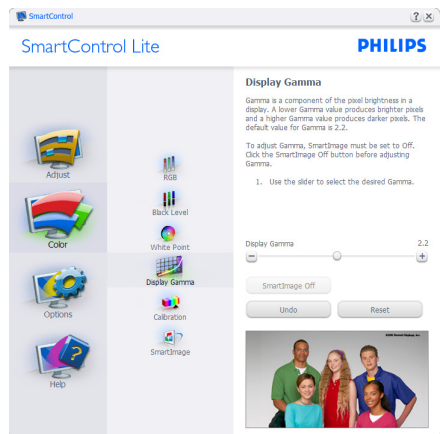 SmartControl
? ×
SmartControl Lite
PHILIPS
Adjust
Color
Options
Help
RGB
Black Level
White Point
Display Gamma
Calibration
SmartImage
Display Gamma
Gamma is a component of the pixel brightness in a
display. A lower Gamma value produces brighter pixels
and a higher Gamma value produces darker pixels. The
default value for Gamma is 2.2.
To adjust Gamma, SmartImage must be set to Off.
Click the SmartImage Off button before adjusting
Gamma.
1. Use the slider to select the desired Gamma.
Display Gamma 2.2
SmartImage Off
Undo Reset